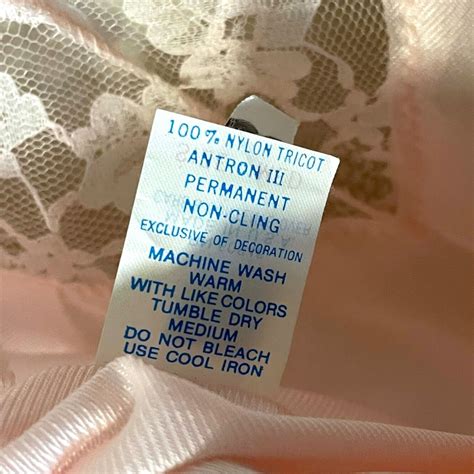 100% NYLON TRICOT
ANTRON III
PERMANENT
NON-CLING
EXCLUSIVE OF DECORATION
MACHINE WASH
WARM
WITH LIKE COLORS
TUMBLE DRY
MEDIUM
DO NOT BLEACH
USE COOL IRON